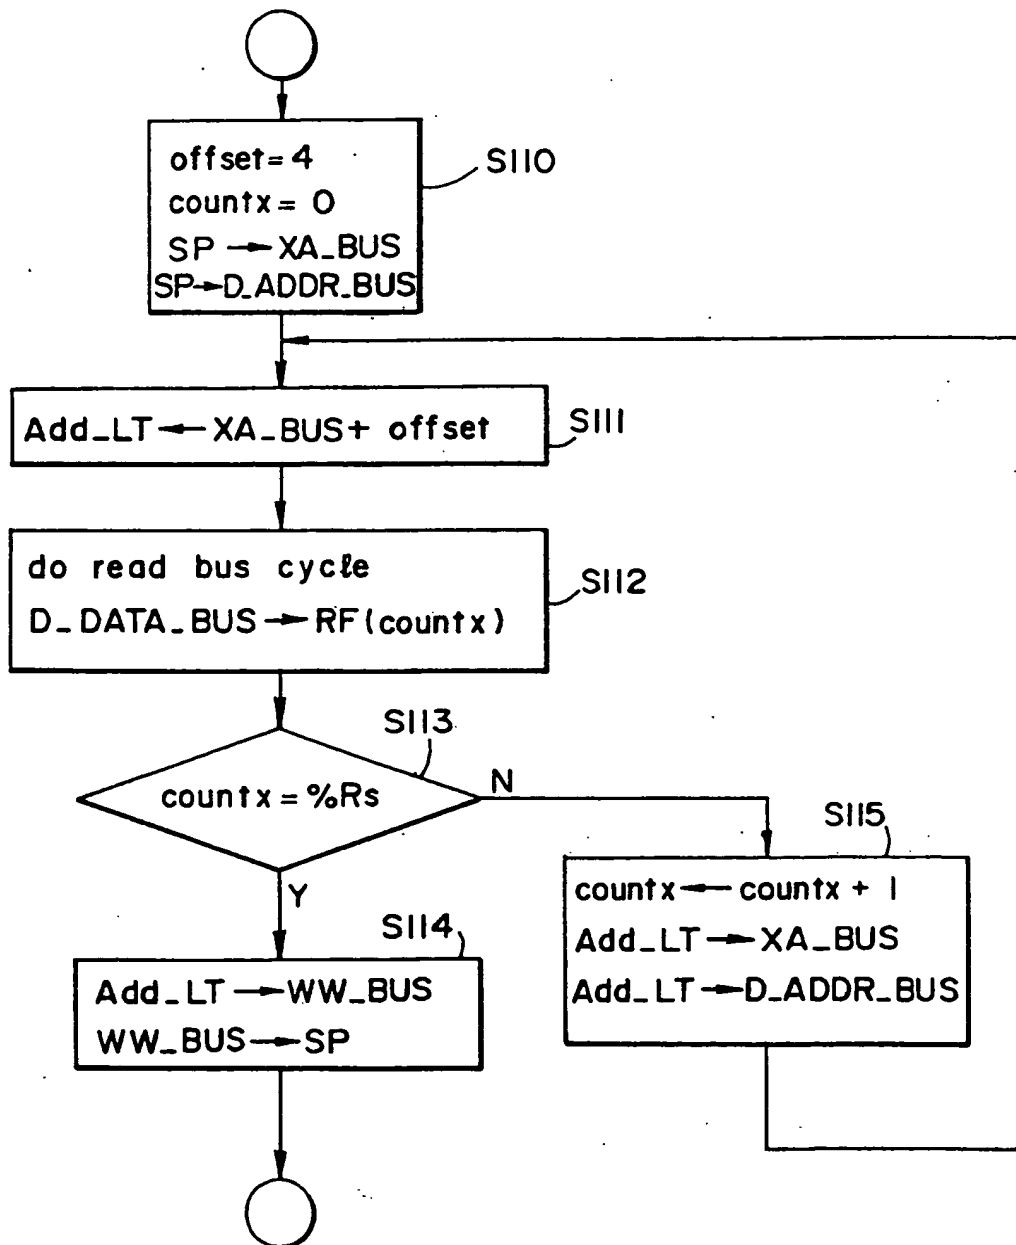 offset=4
countx=0
SP→XA_BUS
SP→D_ADDR_BUS
S110
Add_LT←XA_BUS+ offset
S111
do read bus cycle
D_DATA_BUS→RF(countx)
S112
S113
countx=%Rs
N
Y
S115
countx←countx+1
Add_LT→XA_BUS
Add_LT→D_ADDR_BUS
S114
Add_LT→WW_BUS
WW_BUS→SP